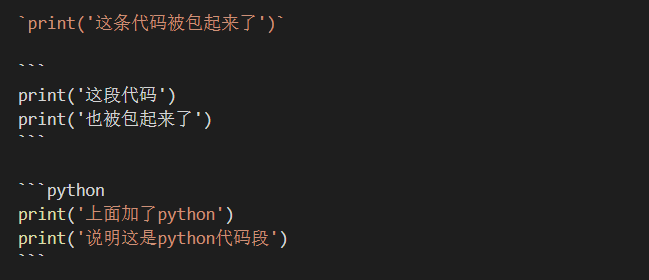 `print('这条代码被包起来了')`
```
print('这段代码')
print('也被包起来了')
```
```python
print('上面加了python')
print('说明这是python代码段')
```